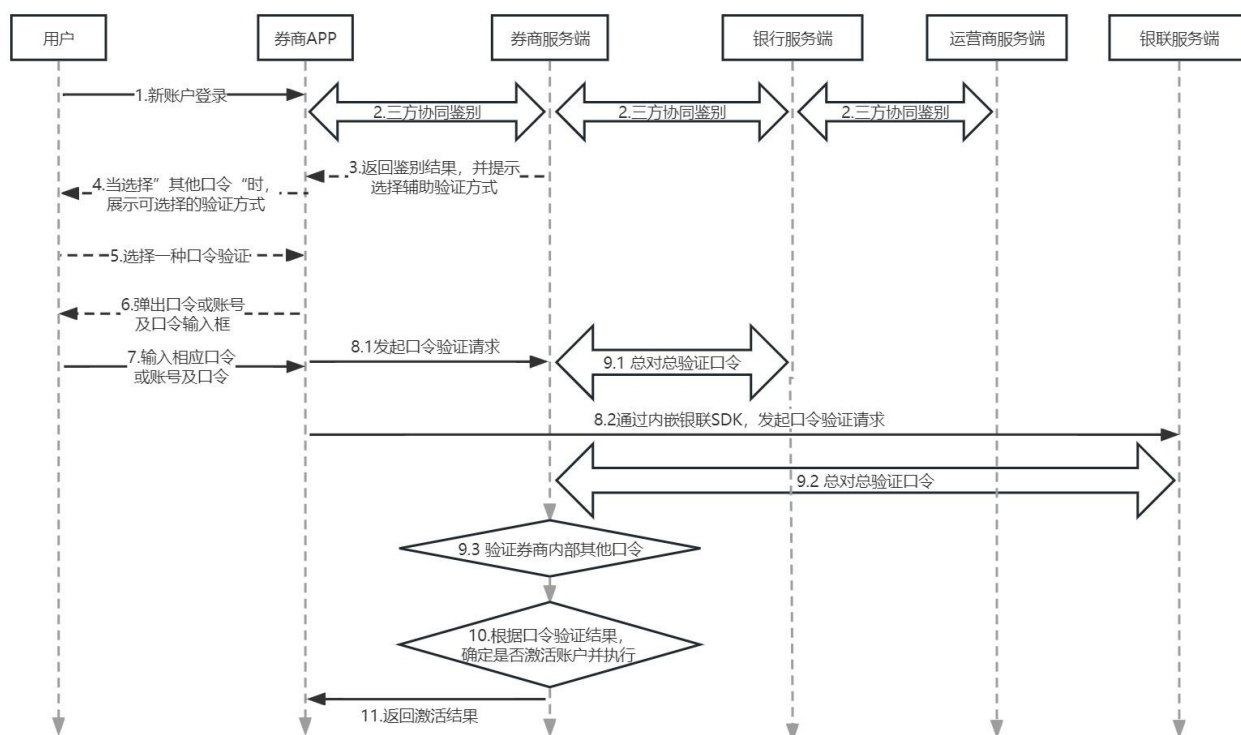 用户
券商APP
券商服务端
银行服务端
运营商服务端
银联服务端
1.新账户登录
2.三方协同鉴别
2.三方协同鉴别
2.三方协同鉴别
3.返回鉴别结果，并提示
选择辅助验证方式
4.当选择”其他口令“时，
展示可选择的验证方式
5.选择一种口令验证
6.弹出口令或账号
及口令输入框
7.输入相应口令
或账号及口令
8.1发起口令验证请求
9.1 总对总验证口令
8.2通过内嵌银联SDK，发起口令验证请求
9.2 总对总验证口令
9.3 验证券商内部其他口令
10.根据口令验证结果，
确定是否激活账户并执行
11.返回激活结果